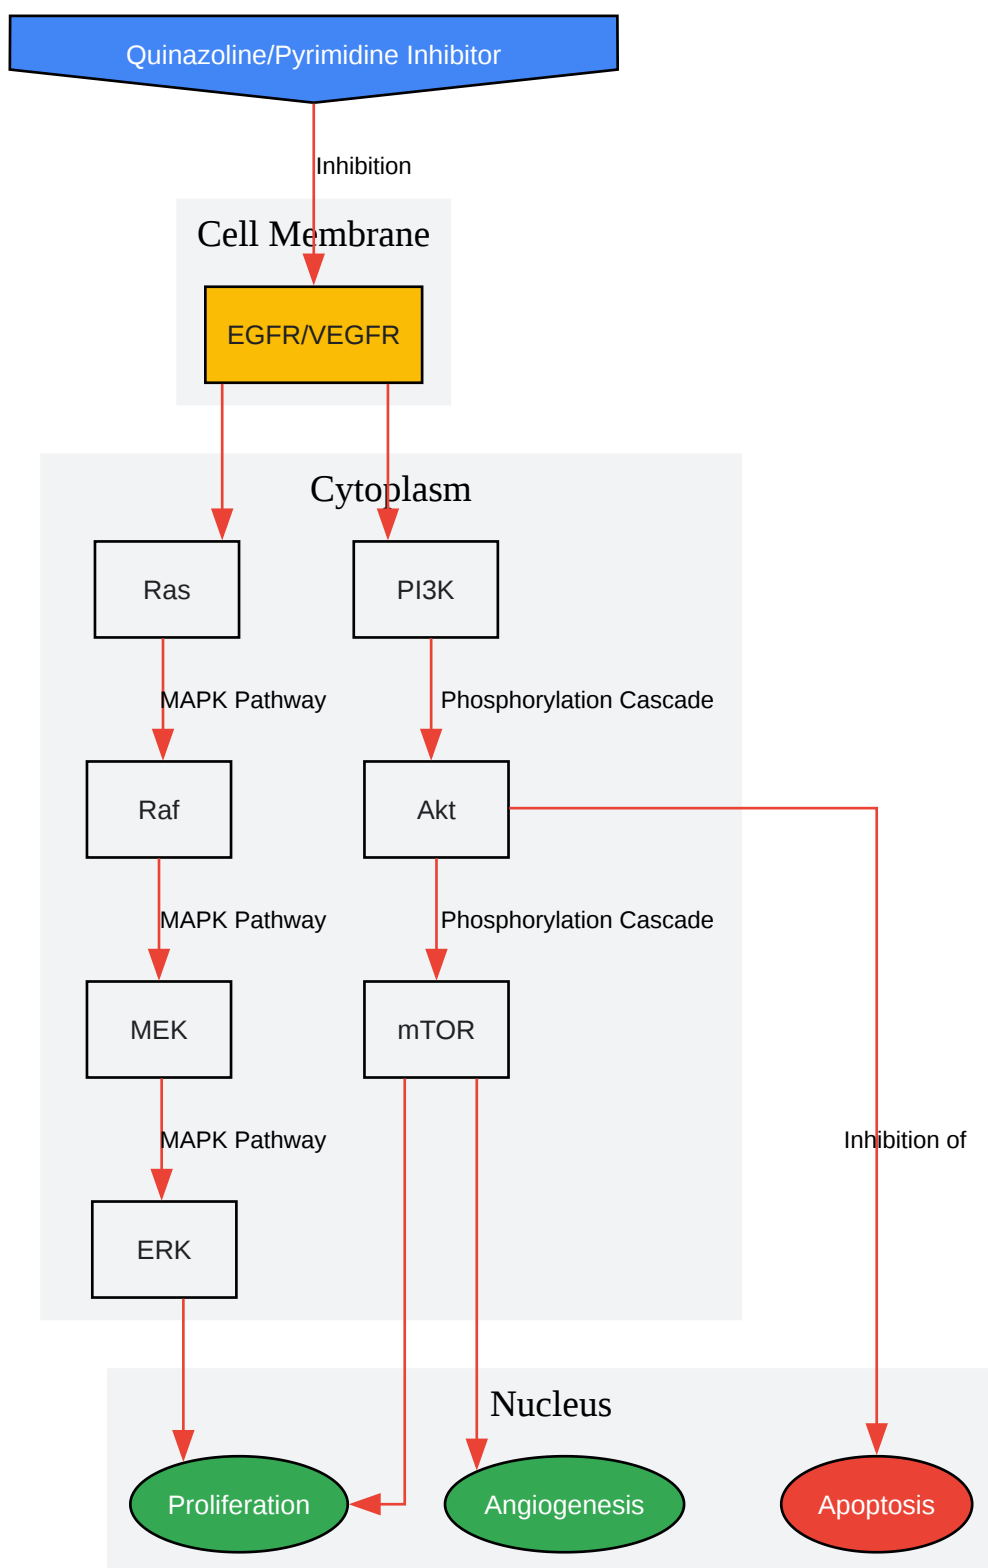 Quinazoline/Pyrimidine Inhibitor
Inhibition
Cell Membrane
EGFR/VEGFR
Cytoplasm
Ras
PI3K
MAPK Pathway
Phosphorylation Cascade
Raf
Akt
MAPK Pathway
Phosphorylation Cascade
MEK
mTOR
MAPK Pathway
Inhibition of
ERK
Nucleus
Proliferation
Angiogenesis
Apoptosis